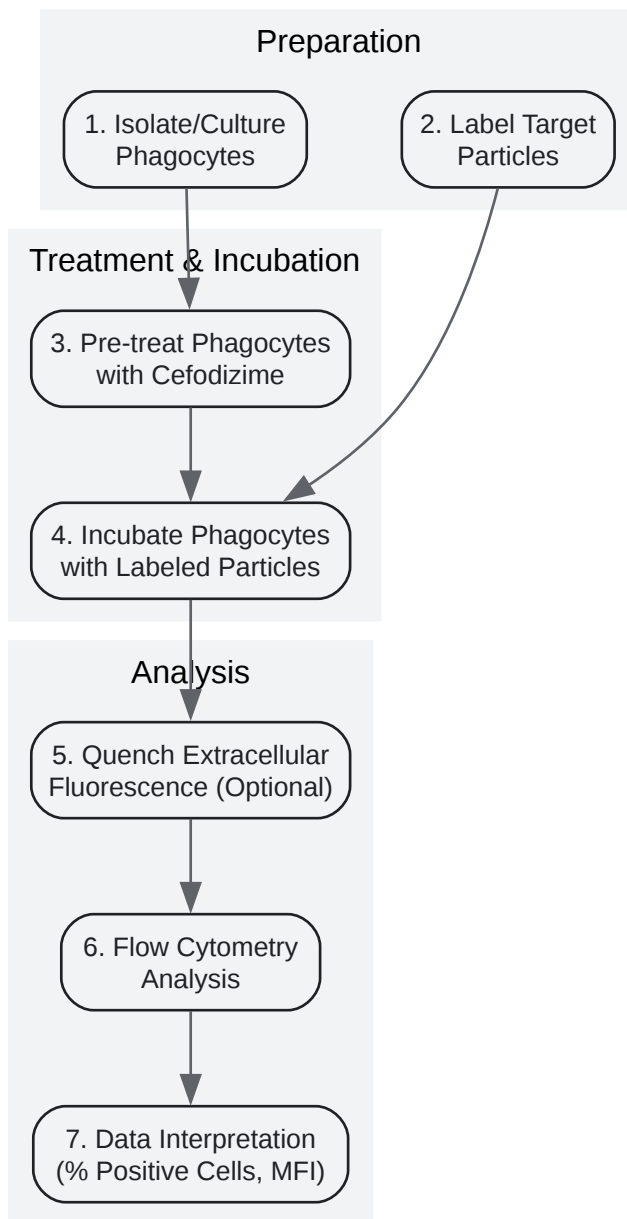 Preparation
1. Isolate/Culture
Phagocytes
2. Label Target
Particles
Treatment & Incubation
3. Pre-treat Phagocytes
with Cefodizime
4. Incubate Phagocytes
with Labeled Particles
Analysis
5. Quench Extracellular
Fluorescence (Optional)
6. Flow Cytometry
Analysis
7. Data Interpretation
(% Positive Cells, MFI)